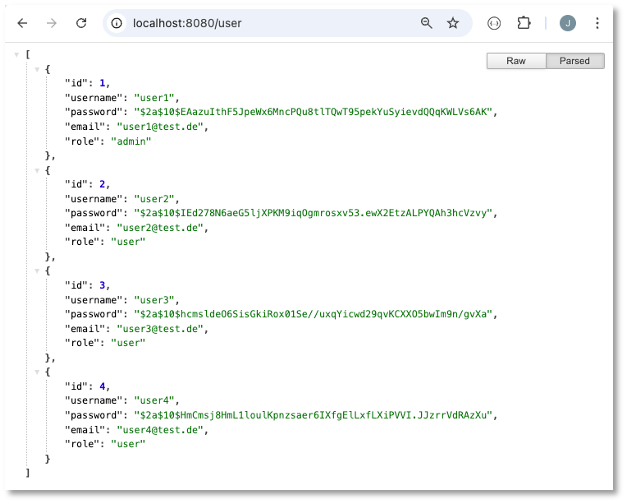 localhost:8080/user
J
Raw Parsed
[
{
"id": 1,
"username": "user1",
"password": "$2a$10$EAazuIthF5JpeWx6MncPQu8tlTQwT95pekYuSyievdQQqKWLVs6AK",
"email": "user1@test.de",
"role": "admin"
},
{
"id": 2,
"username": "user2",
"password": "$2a$10$IEd278N6aeG5ljXPKM9iqOgmrosxv53.ewX2EtzALPYQAh3hcVzvy",
"email": "user2@test.de",
"role": "user"
},
{
"id": 3,
"username": "user3",
"password": "$2a$10$hcmsldeO6SisGkiRox01Se//uxqYicwd29qvKCXXO5bwIm9n/gvXa",
"email": "user3@test.de",
"role": "user"
},
{
"id": 4,
"username": "user4",
"password": "$2a$10$HmCmsj8HmL1loulKpnzsaer6IXfgElLxfLXiPVVI.JJzrrVdRAzXu",
"email": "user4@test.de",
"role": "user"
}
]